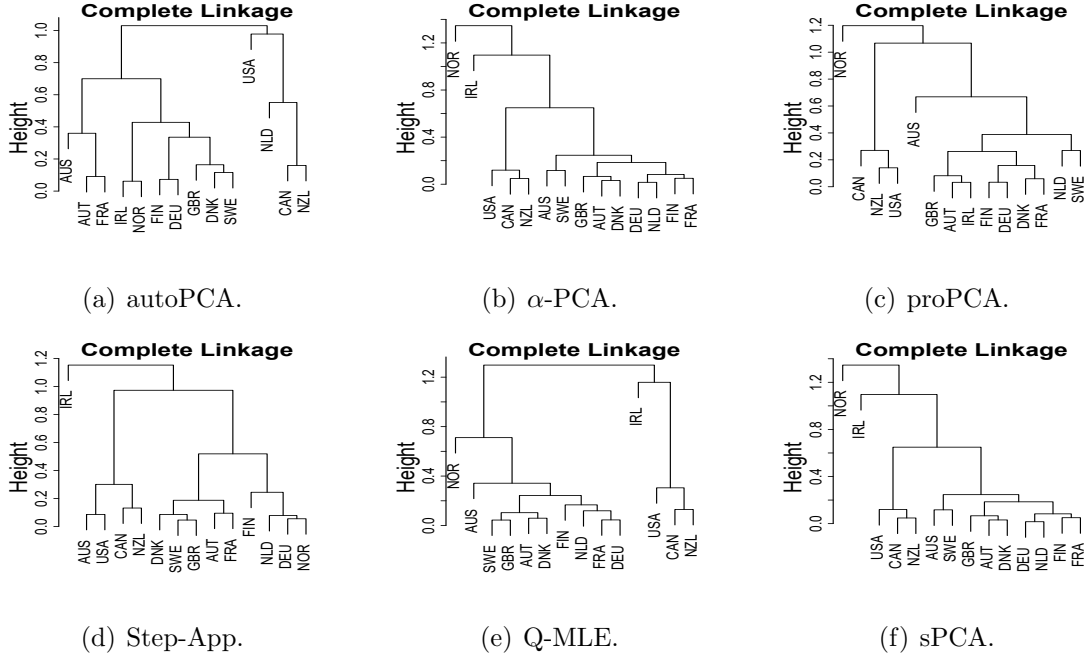 Complete Linkage Complete Linkage Complete Linkage
Height 0.0 0.2 0.4 0.6 0.8 1.0
AUS AUT FRA IRL NOR FIN DEU GBR DNK SWE USA NLD CAN NZL
Height 0.0 0.4 0.8 1.2
NOR IRL USA CAN NZL AUS SWE GBR AUT DNK DEU NLD FIN FRA
Height 0.0 0.2 0.4 0.6 0.8 1.0 1.2
NOR CAN NZL USA AUS GBR AUT IRL FIN DEU DNK FRA NLD SWE
(a) autoPCA. (b) α-PCA. (c) proPCA.
Complete Linkage Complete Linkage Complete Linkage
Height 0.0 0.2 0.4 0.6 0.8 1.0 1.2
IRL AUS USA CAN NZL DNK SWE GBR AUT FRA FIN NLD DEU NOR
Height 0.0 0.4 0.8 1.2
NOR AUS SWE GBR AUT DNK FIN NLD FRA DEU IRL USA CAN NZL
Height 0.0 0.4 0.8 1.2
NOR IRL USA CAN NZL AUS SWE GBR AUT DNK DEU NLD FIN FRA
(d) Step-App. (e) Q-MLE. (f) sPCA.